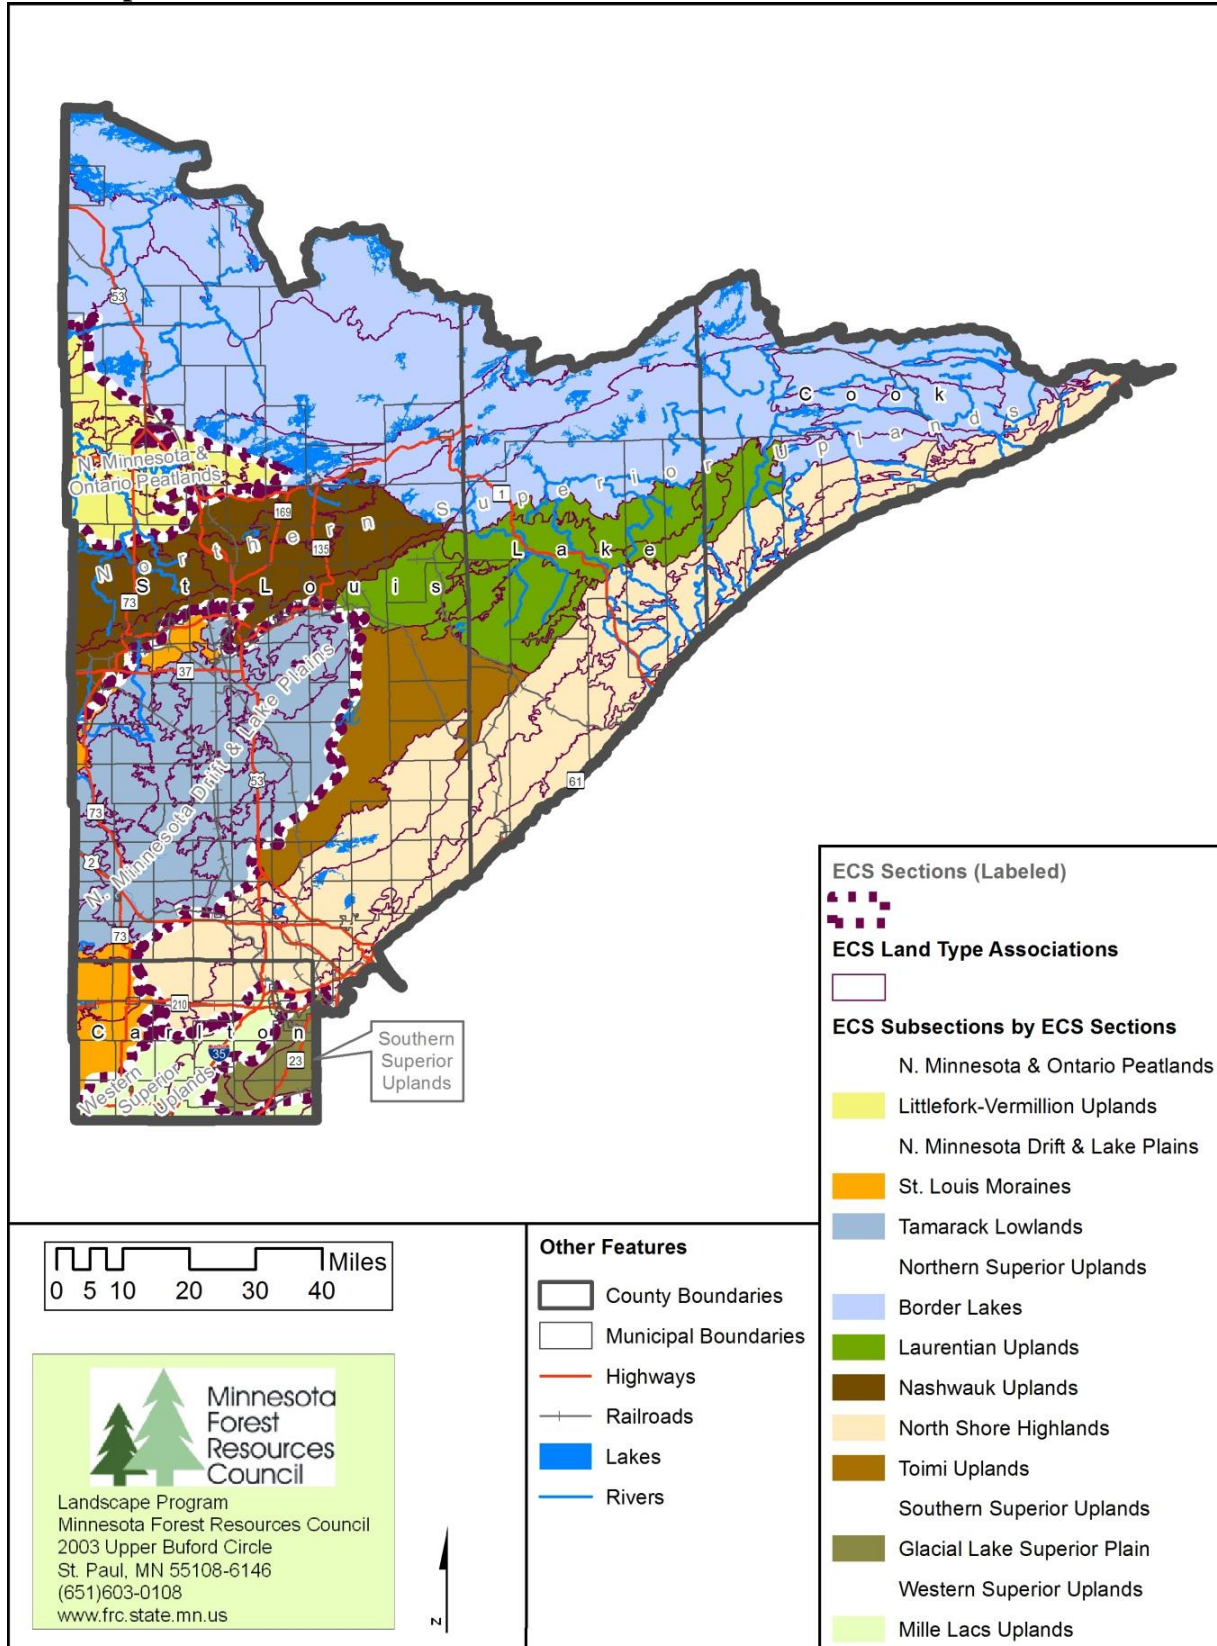 53
N. Minnesota &
Ontario Peatlands
1
169
135
Northern Superior Uplands
Cook
Lake
St Louis
73
37
N. Minnesota Drift & Lake Plains
53
61
73
2
73
210
Carlton
35
23
Western
Superior
Uplands
Southern
Superior
Uplands
ECS Sections (Labeled)
ECS Land Type Associations
ECS Subsections by ECS Sections
N. Minnesota & Ontario Peatlands
Littlefork-Vermillion Uplands
N. Minnesota Drift & Lake Plains
St. Louis Moraines
Tamarack Lowlands
Northern Superior Uplands
Border Lakes
Laurentian Uplands
Nashwauk Uplands
North Shore Highlands
Toimi Uplands
Southern Superior Uplands
Glacial Lake Superior Plain
Western Superior Uplands
Mille Lacs Uplands
Miles
0 5 10 20 30 40
Other Features
County Boundaries
Municipal Boundaries
Highways
Railroads
Lakes
Rivers
Minnesota
Forest
Resources
Council
Landscape Program
Minnesota Forest Resources Council
2003 Upper Buford Circle
St. Paul, MN 55108-6146
(651)603-0108
www.frc.state.mn.us
N